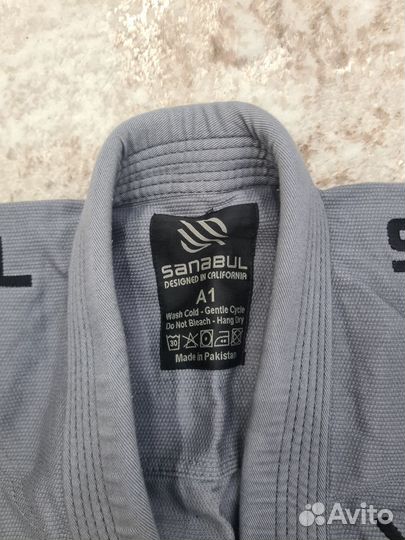 SANABUL
DESIGNED IN CALIFORNIA
A1
Wash Cold - Gentle Cycle
Do Not Bleach - Hang Dry
30
Made in Pakistan
L
S
Avito